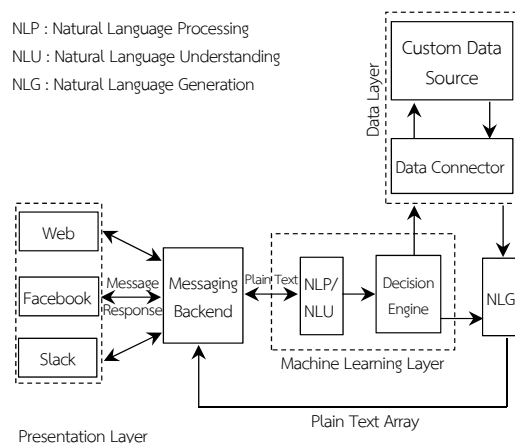 NLP : Natural Language Processing
NLU : Natural Language Understanding
NLG : Natural Language Generation
Custom Data
Source
Data Layer
Data Connector
Web
Facebook
Slack
Message
Response
Messaging
Backend
Plain Text
NLP/
NLU
Decision
Engine
NLG
Machine Learning Layer
Plain Text Array
Presentation Layer